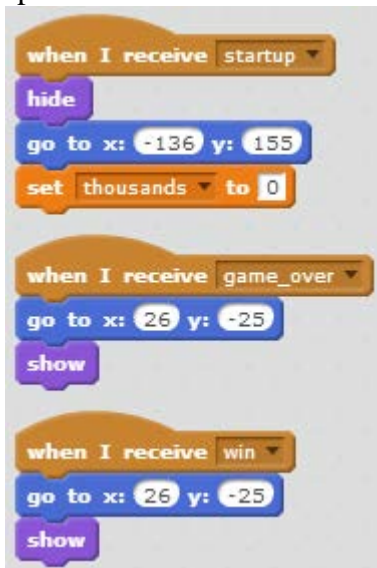 when I receive startup
hide
go to x: -136 y: 155
set thousands to 0
when I receive game_over
go to x: 26 y: -25
show
when I receive win
go to x: 26 y: -25
show